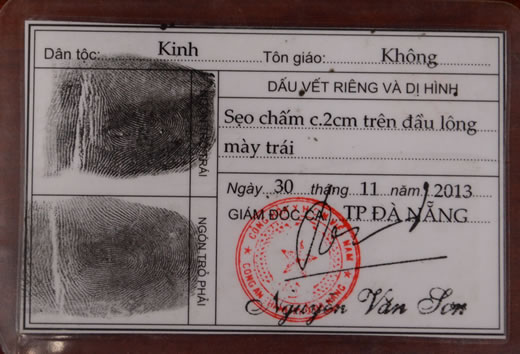 Dân tộc: Kinh Tôn giáo: Không
DẤU VẾT RIÊNG VÀ DỊ HÌNH
Sẹo chấm c.2cm trên đầu lông
mày trái
Ngày 30 tháng 11 năm 2013
GIÁM ĐỐC CA TP ĐÀ NẴNG
Nguyễn Văn Sơn
TRÁI
NGÓN TRỎ PHẢI